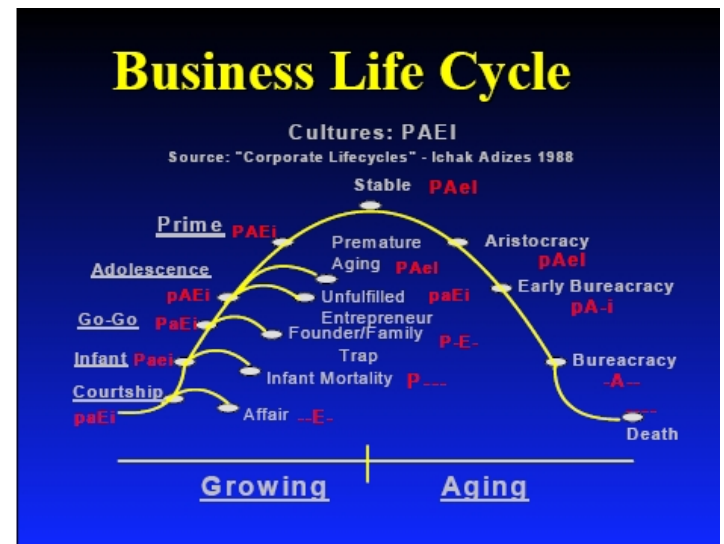 Business Life Cycle
Cultures: PAEI
Source: "Corporate Lifecycles" - Ichak Adizes 1988
Stable PAeI
Prime PAEi
Premature
Aging PAeI
Aristocracy
pAeI
Adolescence
pAEi
Unfulfilled paEi
Entrepreneur
Early Bureacracy
pA-i
Go-Go PaEi
Founder/Family P-E-
Trap
Infant Paei
Infant Mortality P---
Bureacracy
-A--
Courtship
paEi
Affair --E-
----
Death
Growing Aging